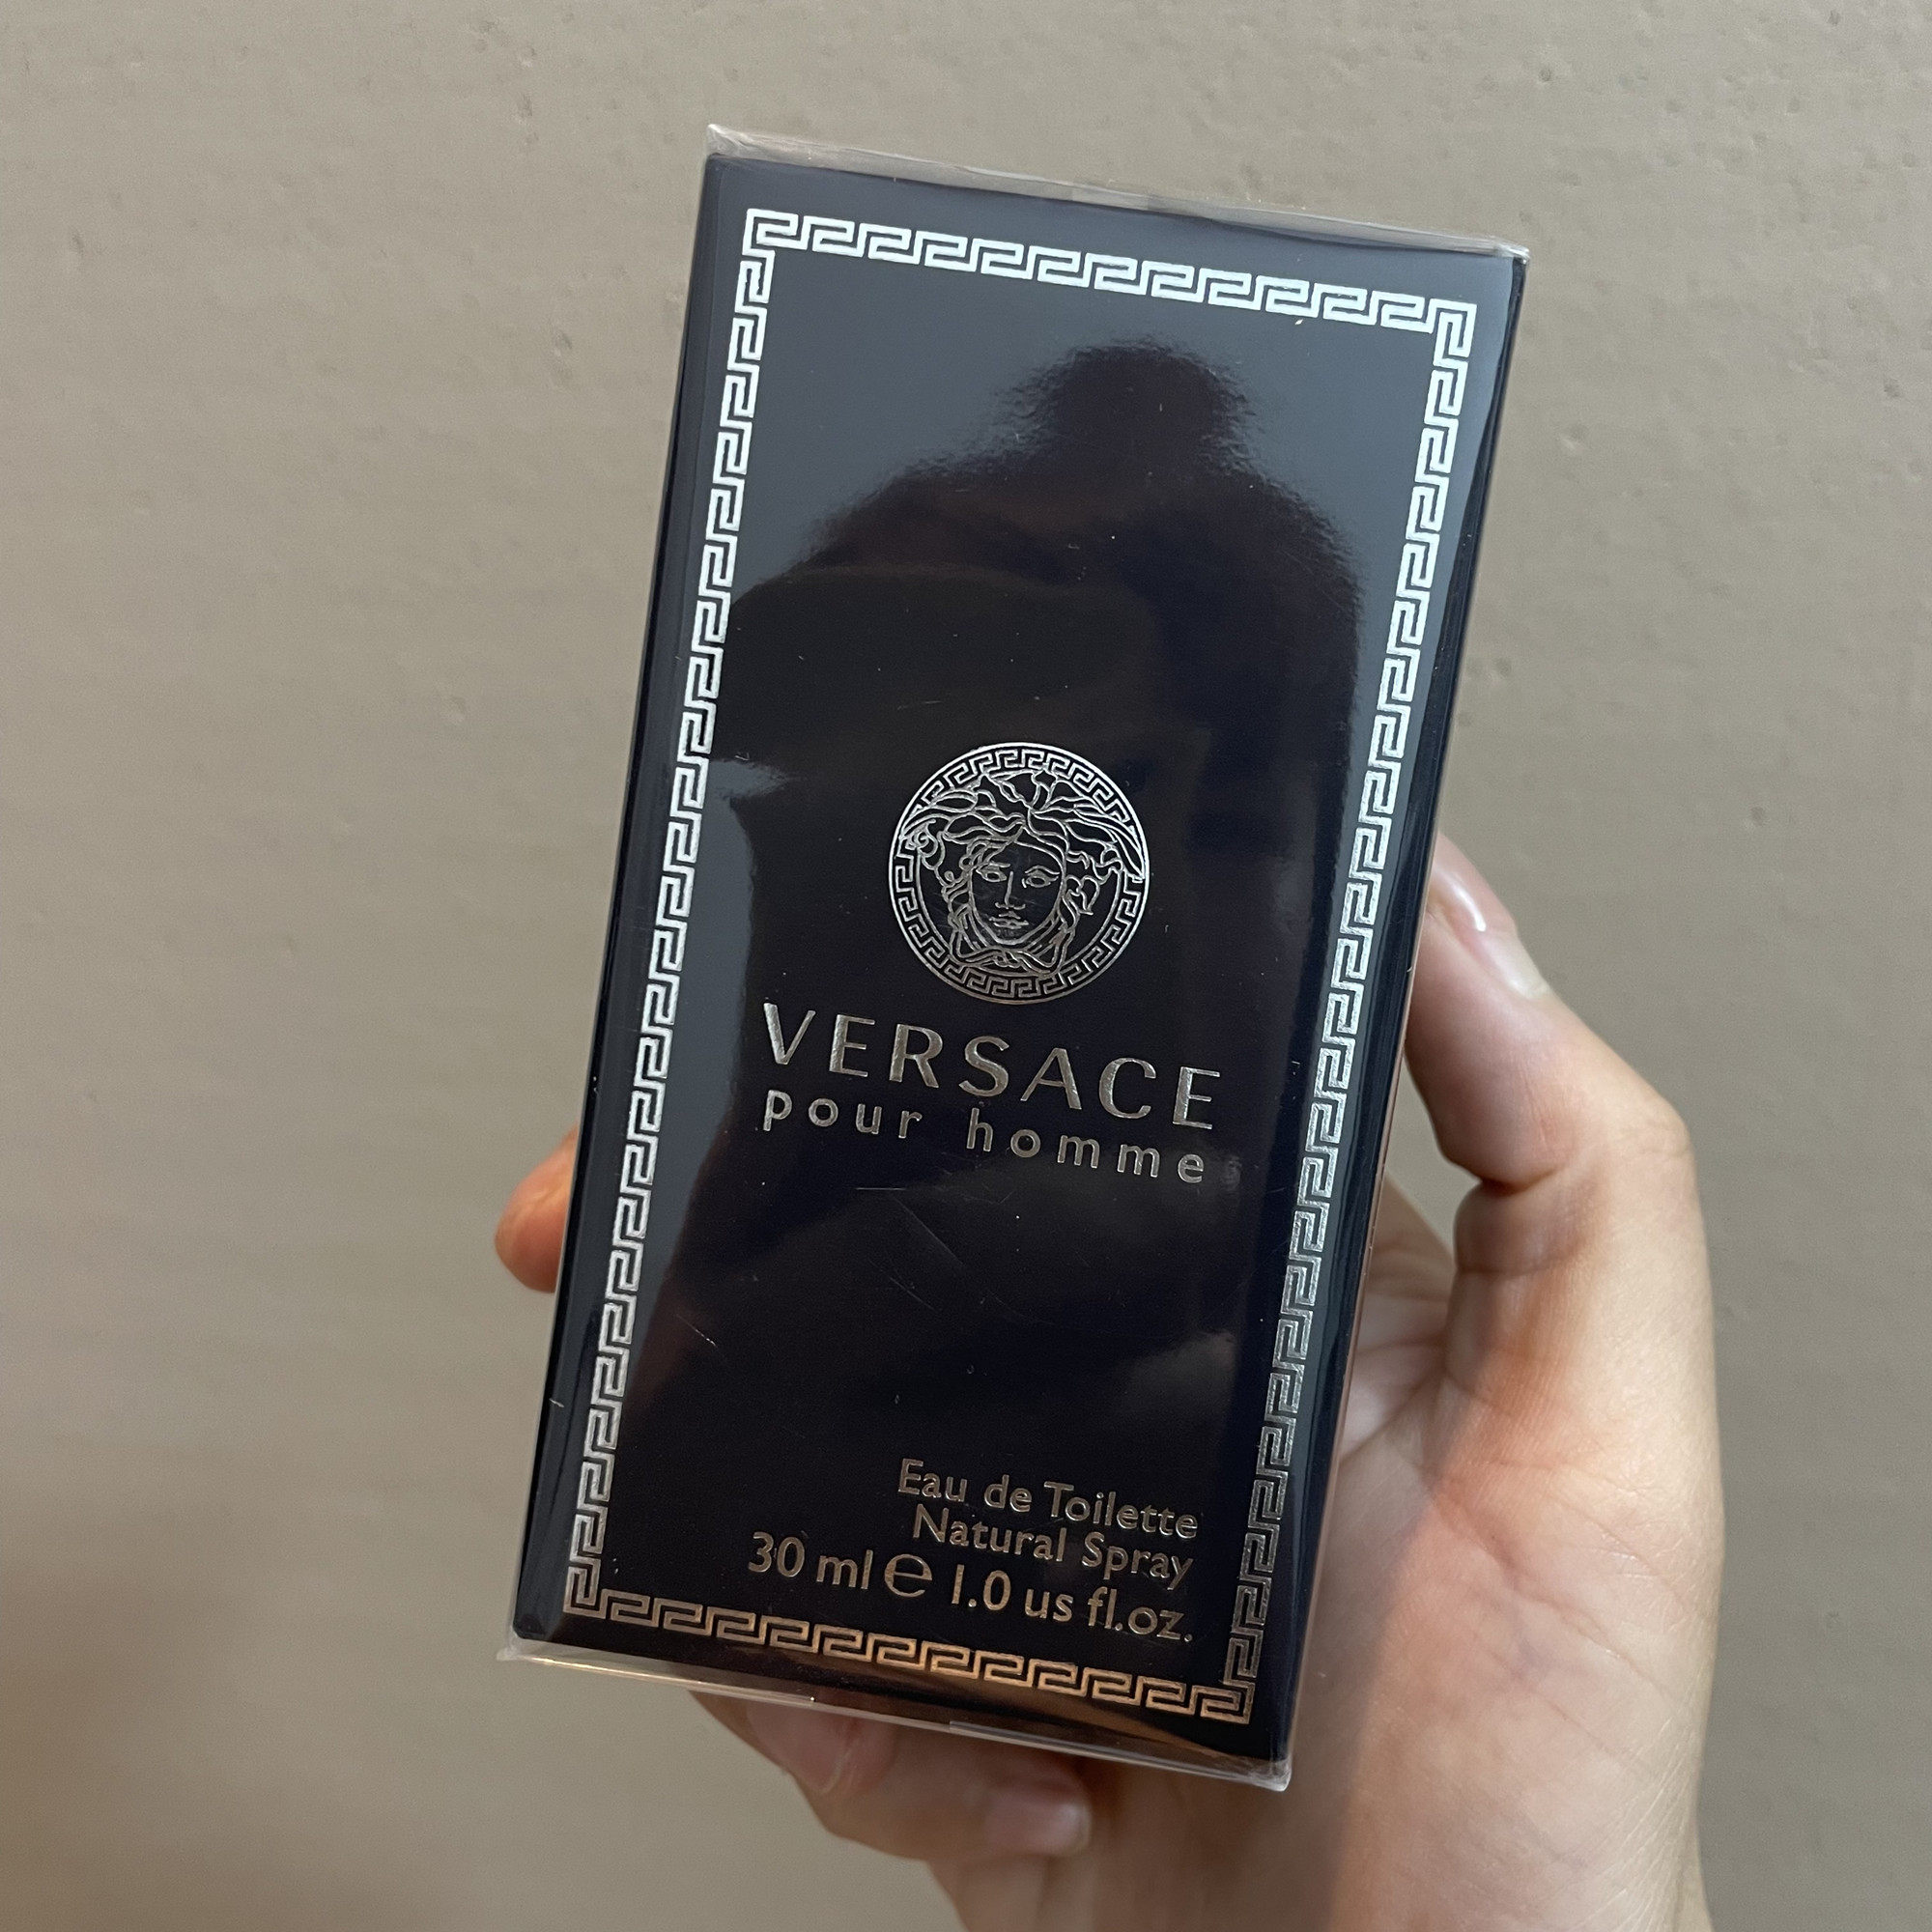 VERSACE
pour homme
Eau de Toilette
Natural Spray
30 ml ℮ 1.0 us fl.oz.